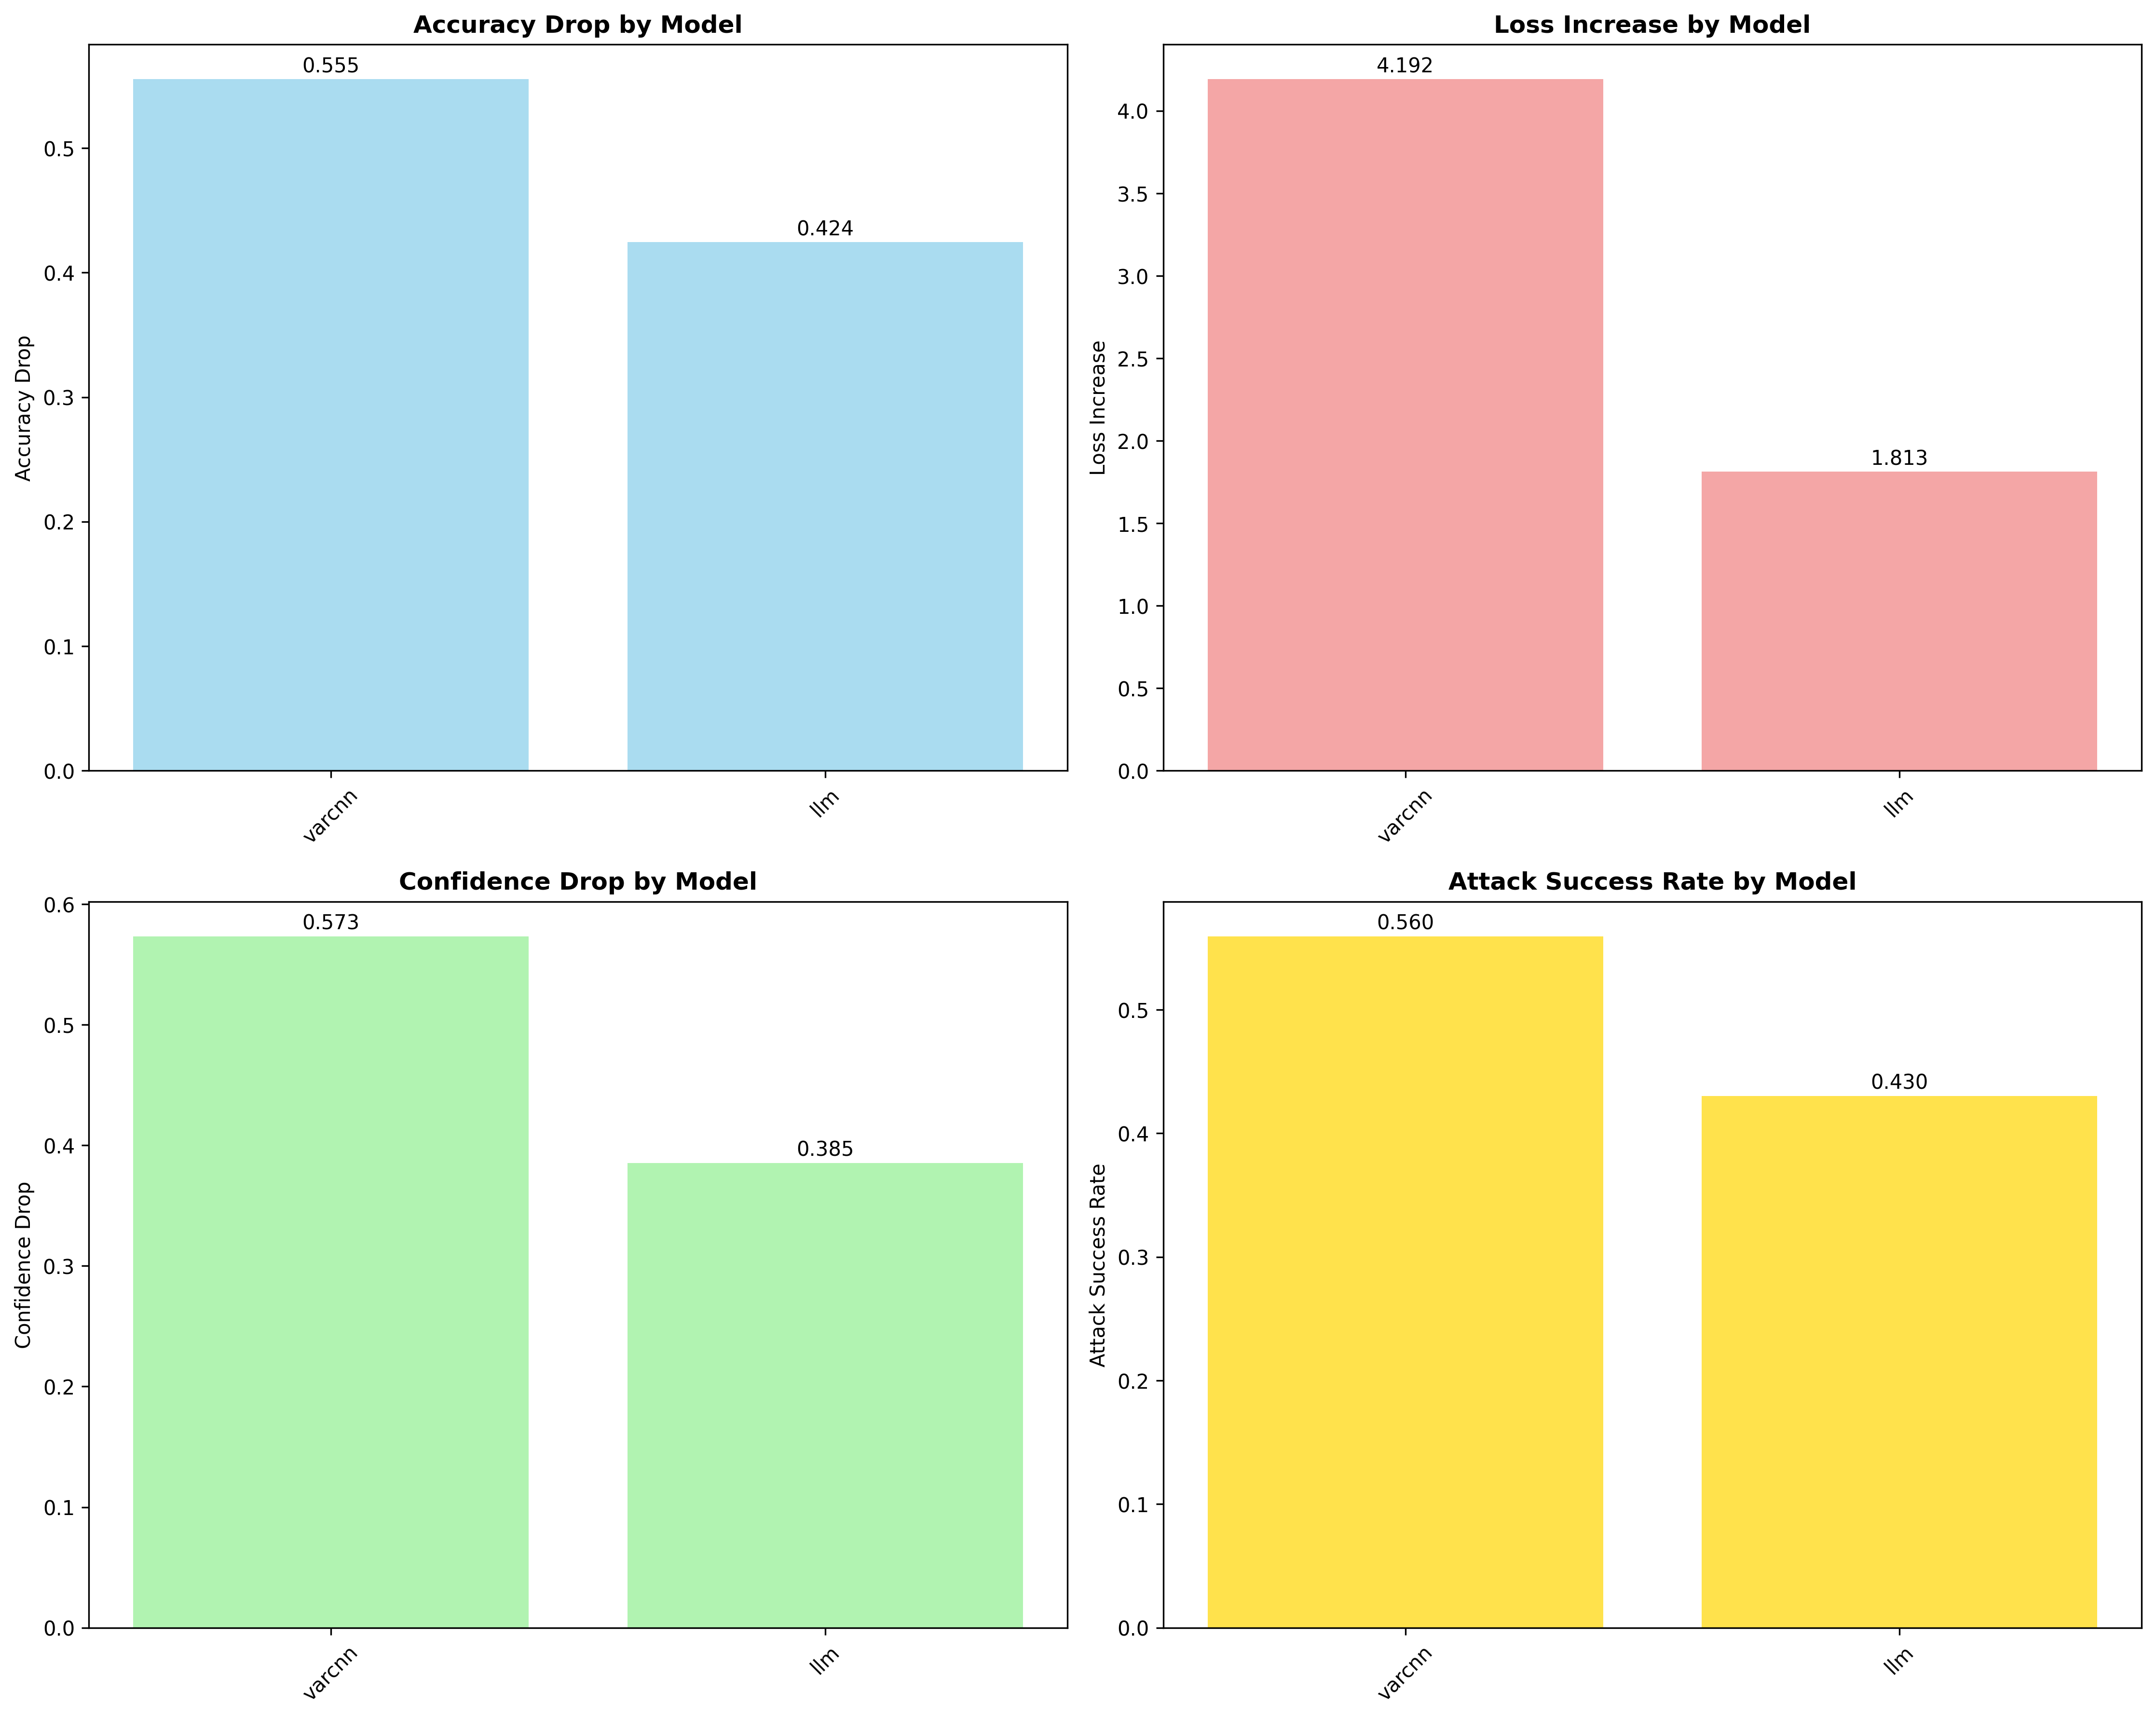 Accuracy Drop by Model
0.555
0.424
0.5
0.4
0.3
0.2
0.1
0.0
Accuracy Drop
varcnn
llm
Loss Increase by Model
4.192
1.813
4.0
3.5
3.0
2.5
2.0
1.5
1.0
0.5
0.0
Loss Increase
varcnn
llm
Confidence Drop by Model
0.573
0.385
0.6
0.5
0.4
0.3
0.2
0.1
0.0
Confidence Drop
varcnn
llm
Attack Success Rate by Model
0.560
0.430
0.5
0.4
0.3
0.2
0.1
0.0
Attack Success Rate
varcnn
llm